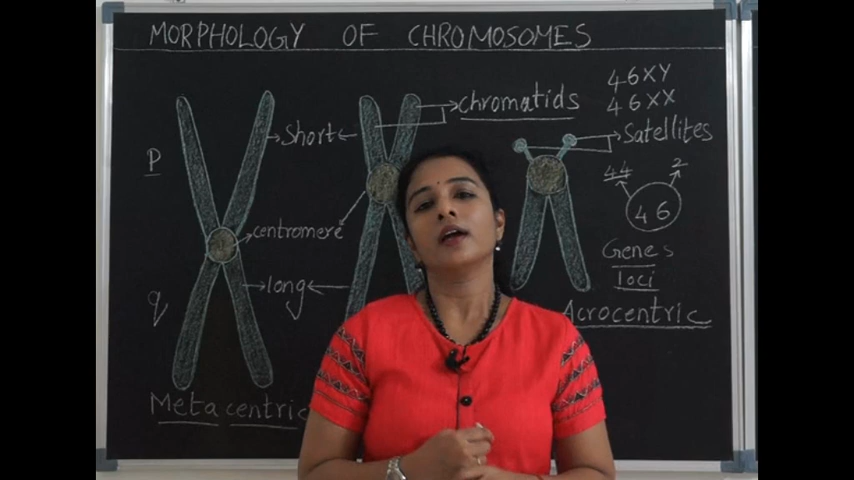 MORPHOLOGY OF CHROMOSOMES
46XY
46XX
chromatids
p
Short
Satellites
44 2
46
centromere
Genes
loci
q
long
Acrocentric
Metacentric